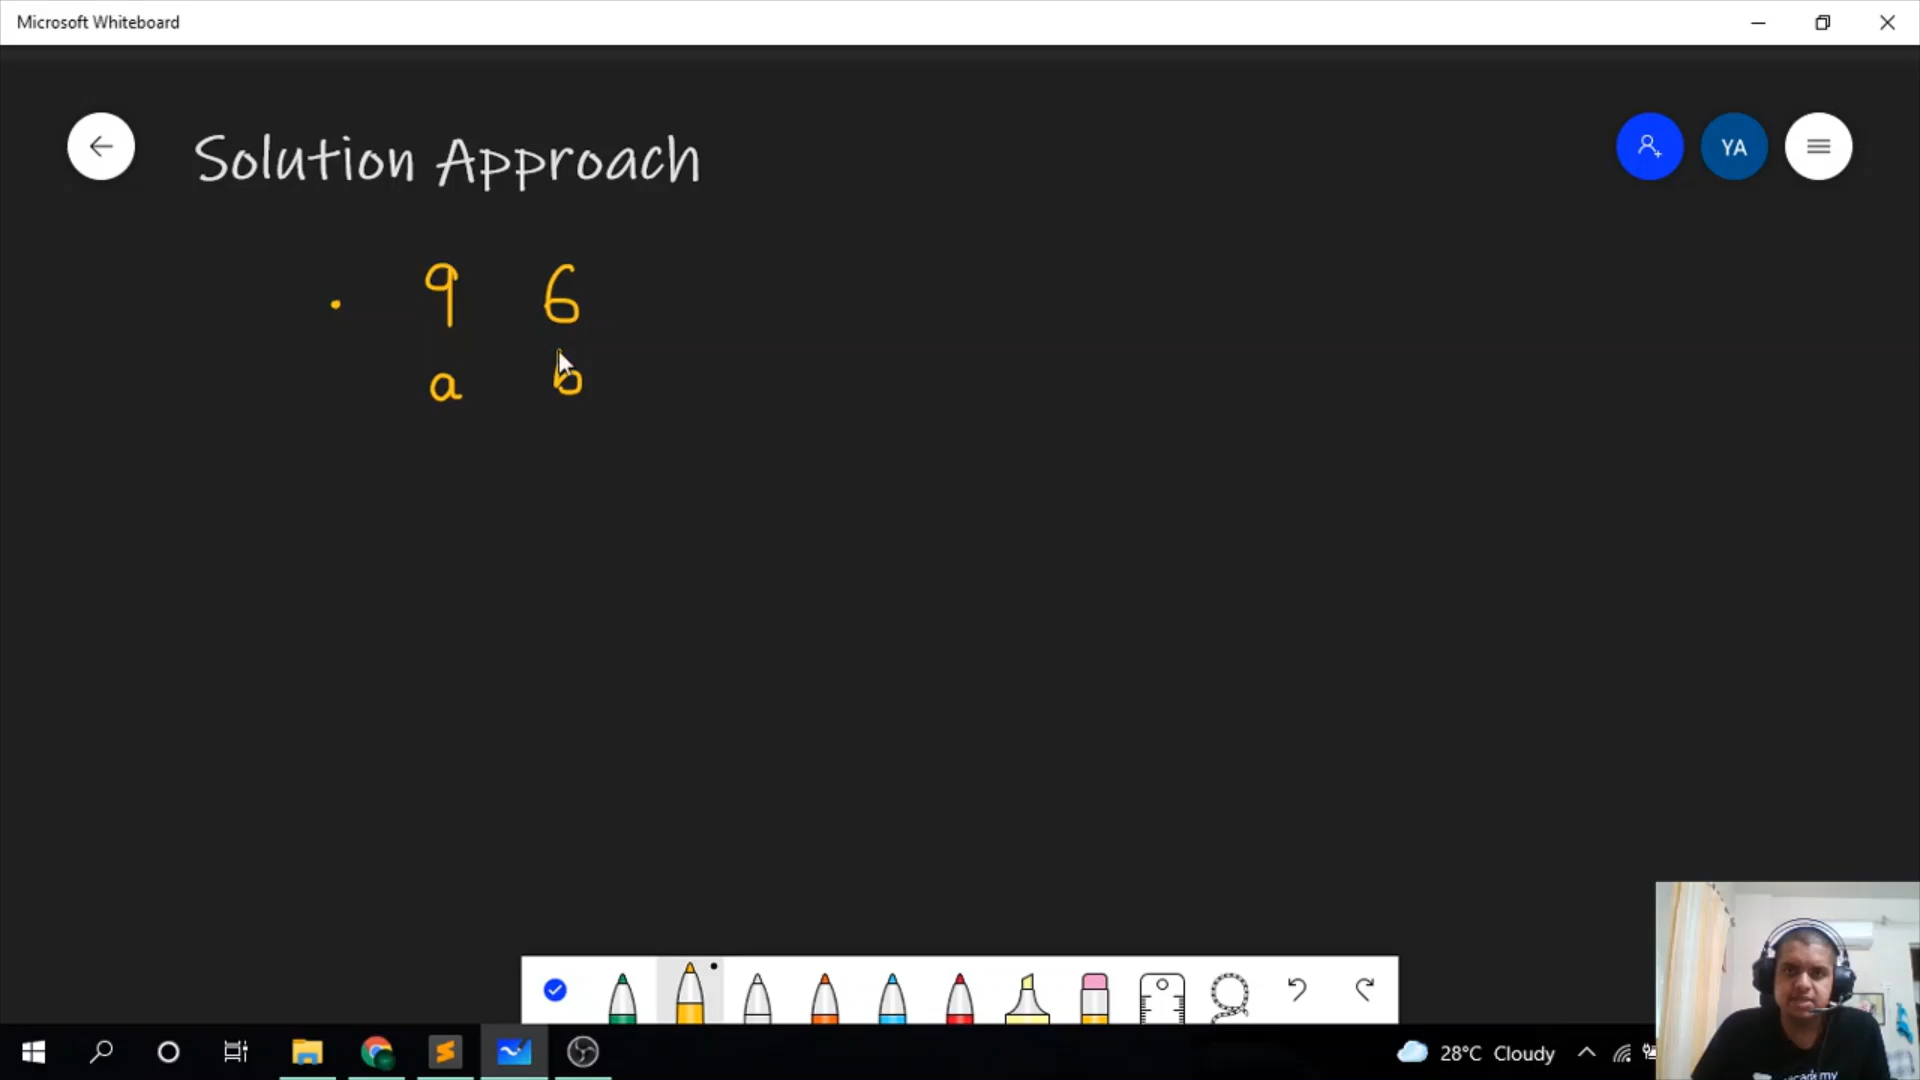 Microsoft Whiteboard
Solution Approach
YA
. 9 6
a b
28°C Cloudy